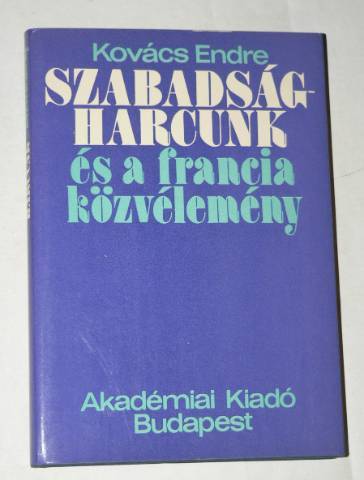 Kovács Endre
SZABADSÁG-
HARCUNK
és a francia
közvélemény
Akadémiai Kiadó
Budapest